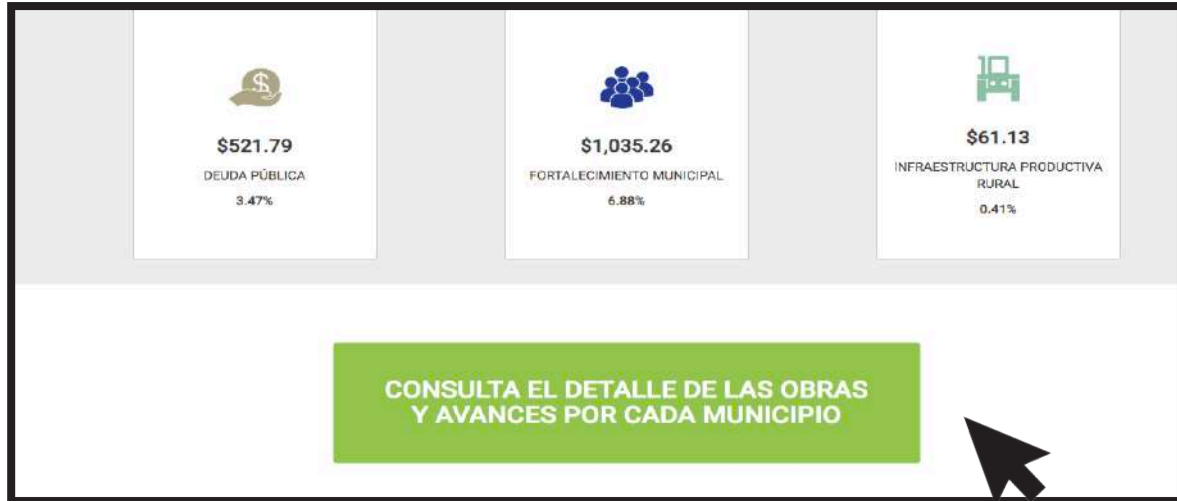 $521.79
DEUDA PÚBLICA
3.47%
$1,035.26
FORTALECIMIENTO MUNICIPAL
6.88%
$61.13
INFRAESTRUCTURA PRODUCTIVA
RURAL
0.41%
CONSULTA EL DETALLE DE LAS OBRAS
Y AVANCES POR CADA MUNICIPIO